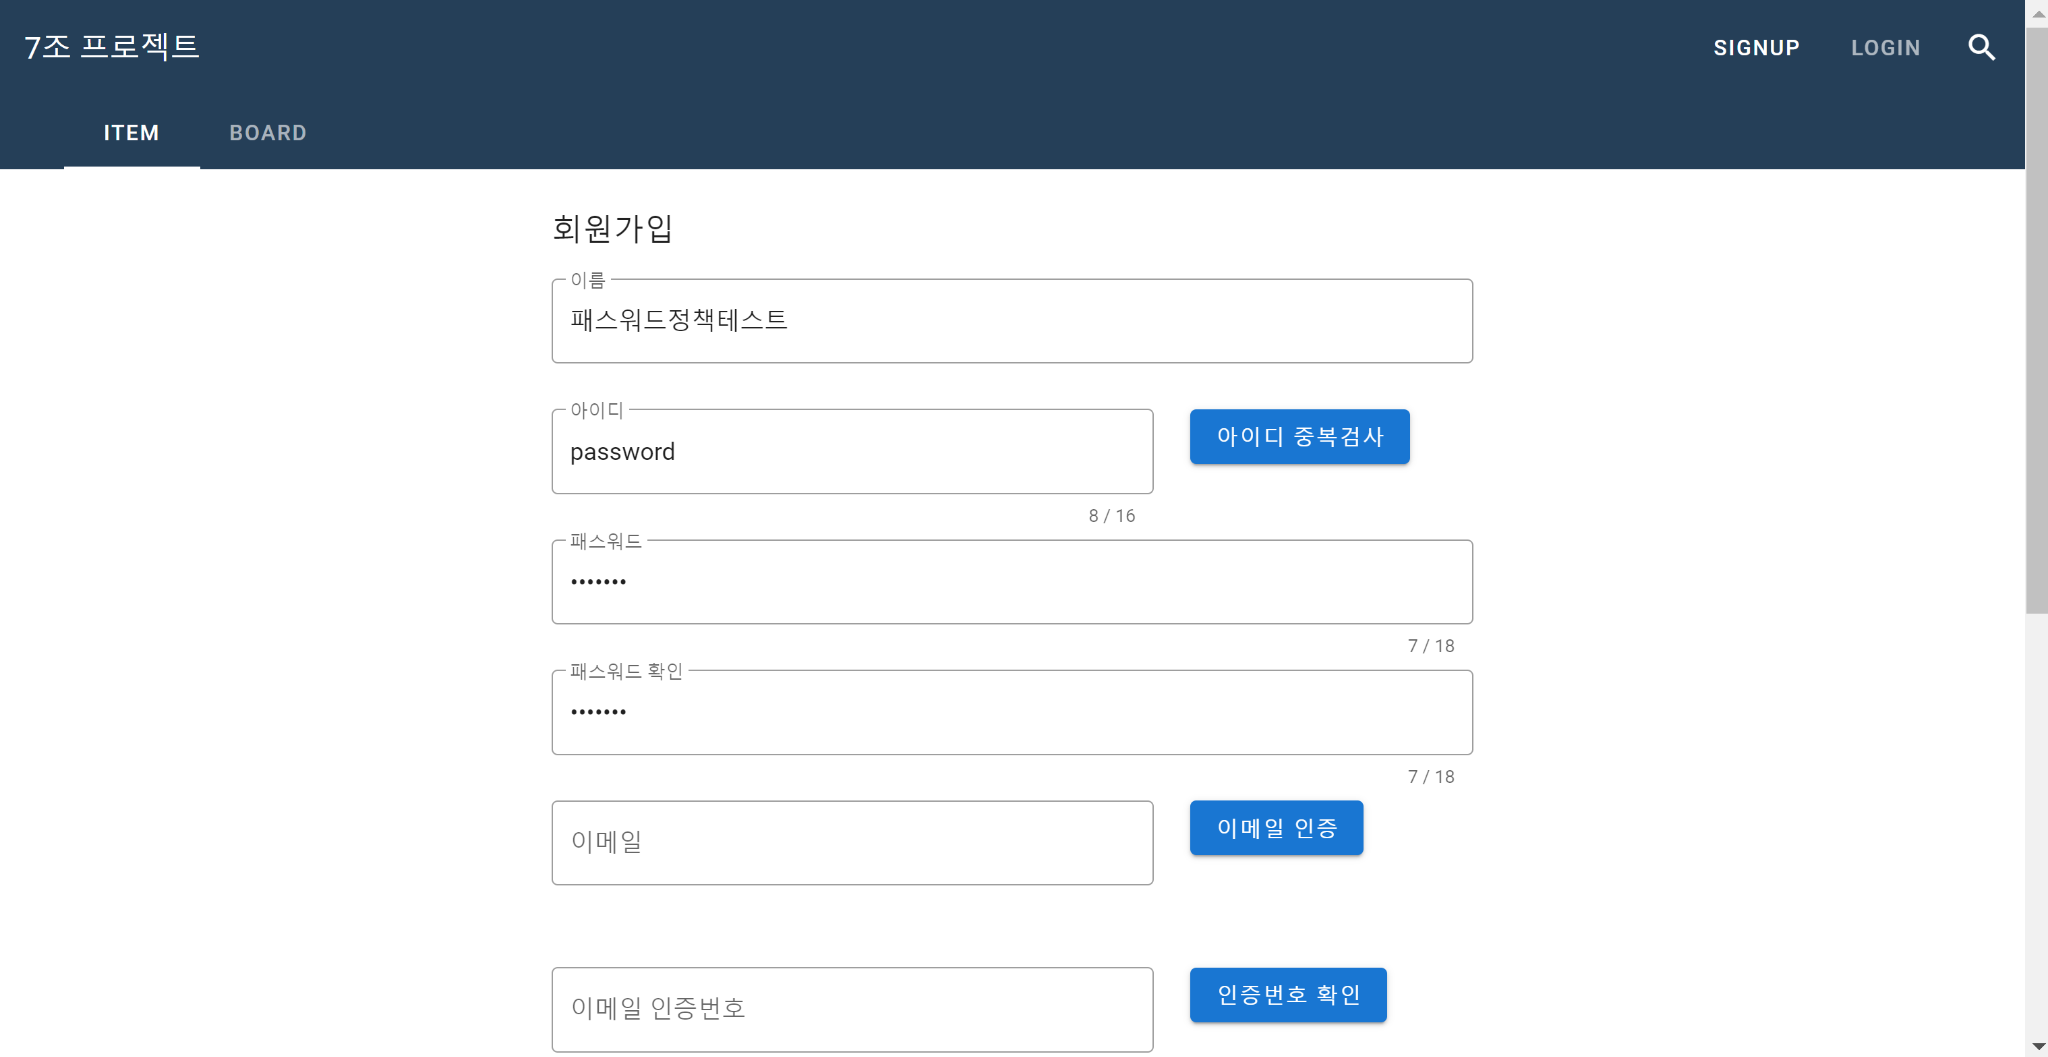 7조 프로젝트
SIGNUP
LOGIN
ITEM
BOARD
회원가입
이름
패스워드정책테스트
아이디
password
아이디 중복검사
8 / 16
패스워드
•••••••
7 / 18
패스워드 확인
•••••••
7 / 18
이메일
이메일 인증
이메일 인증번호
인증번호 확인